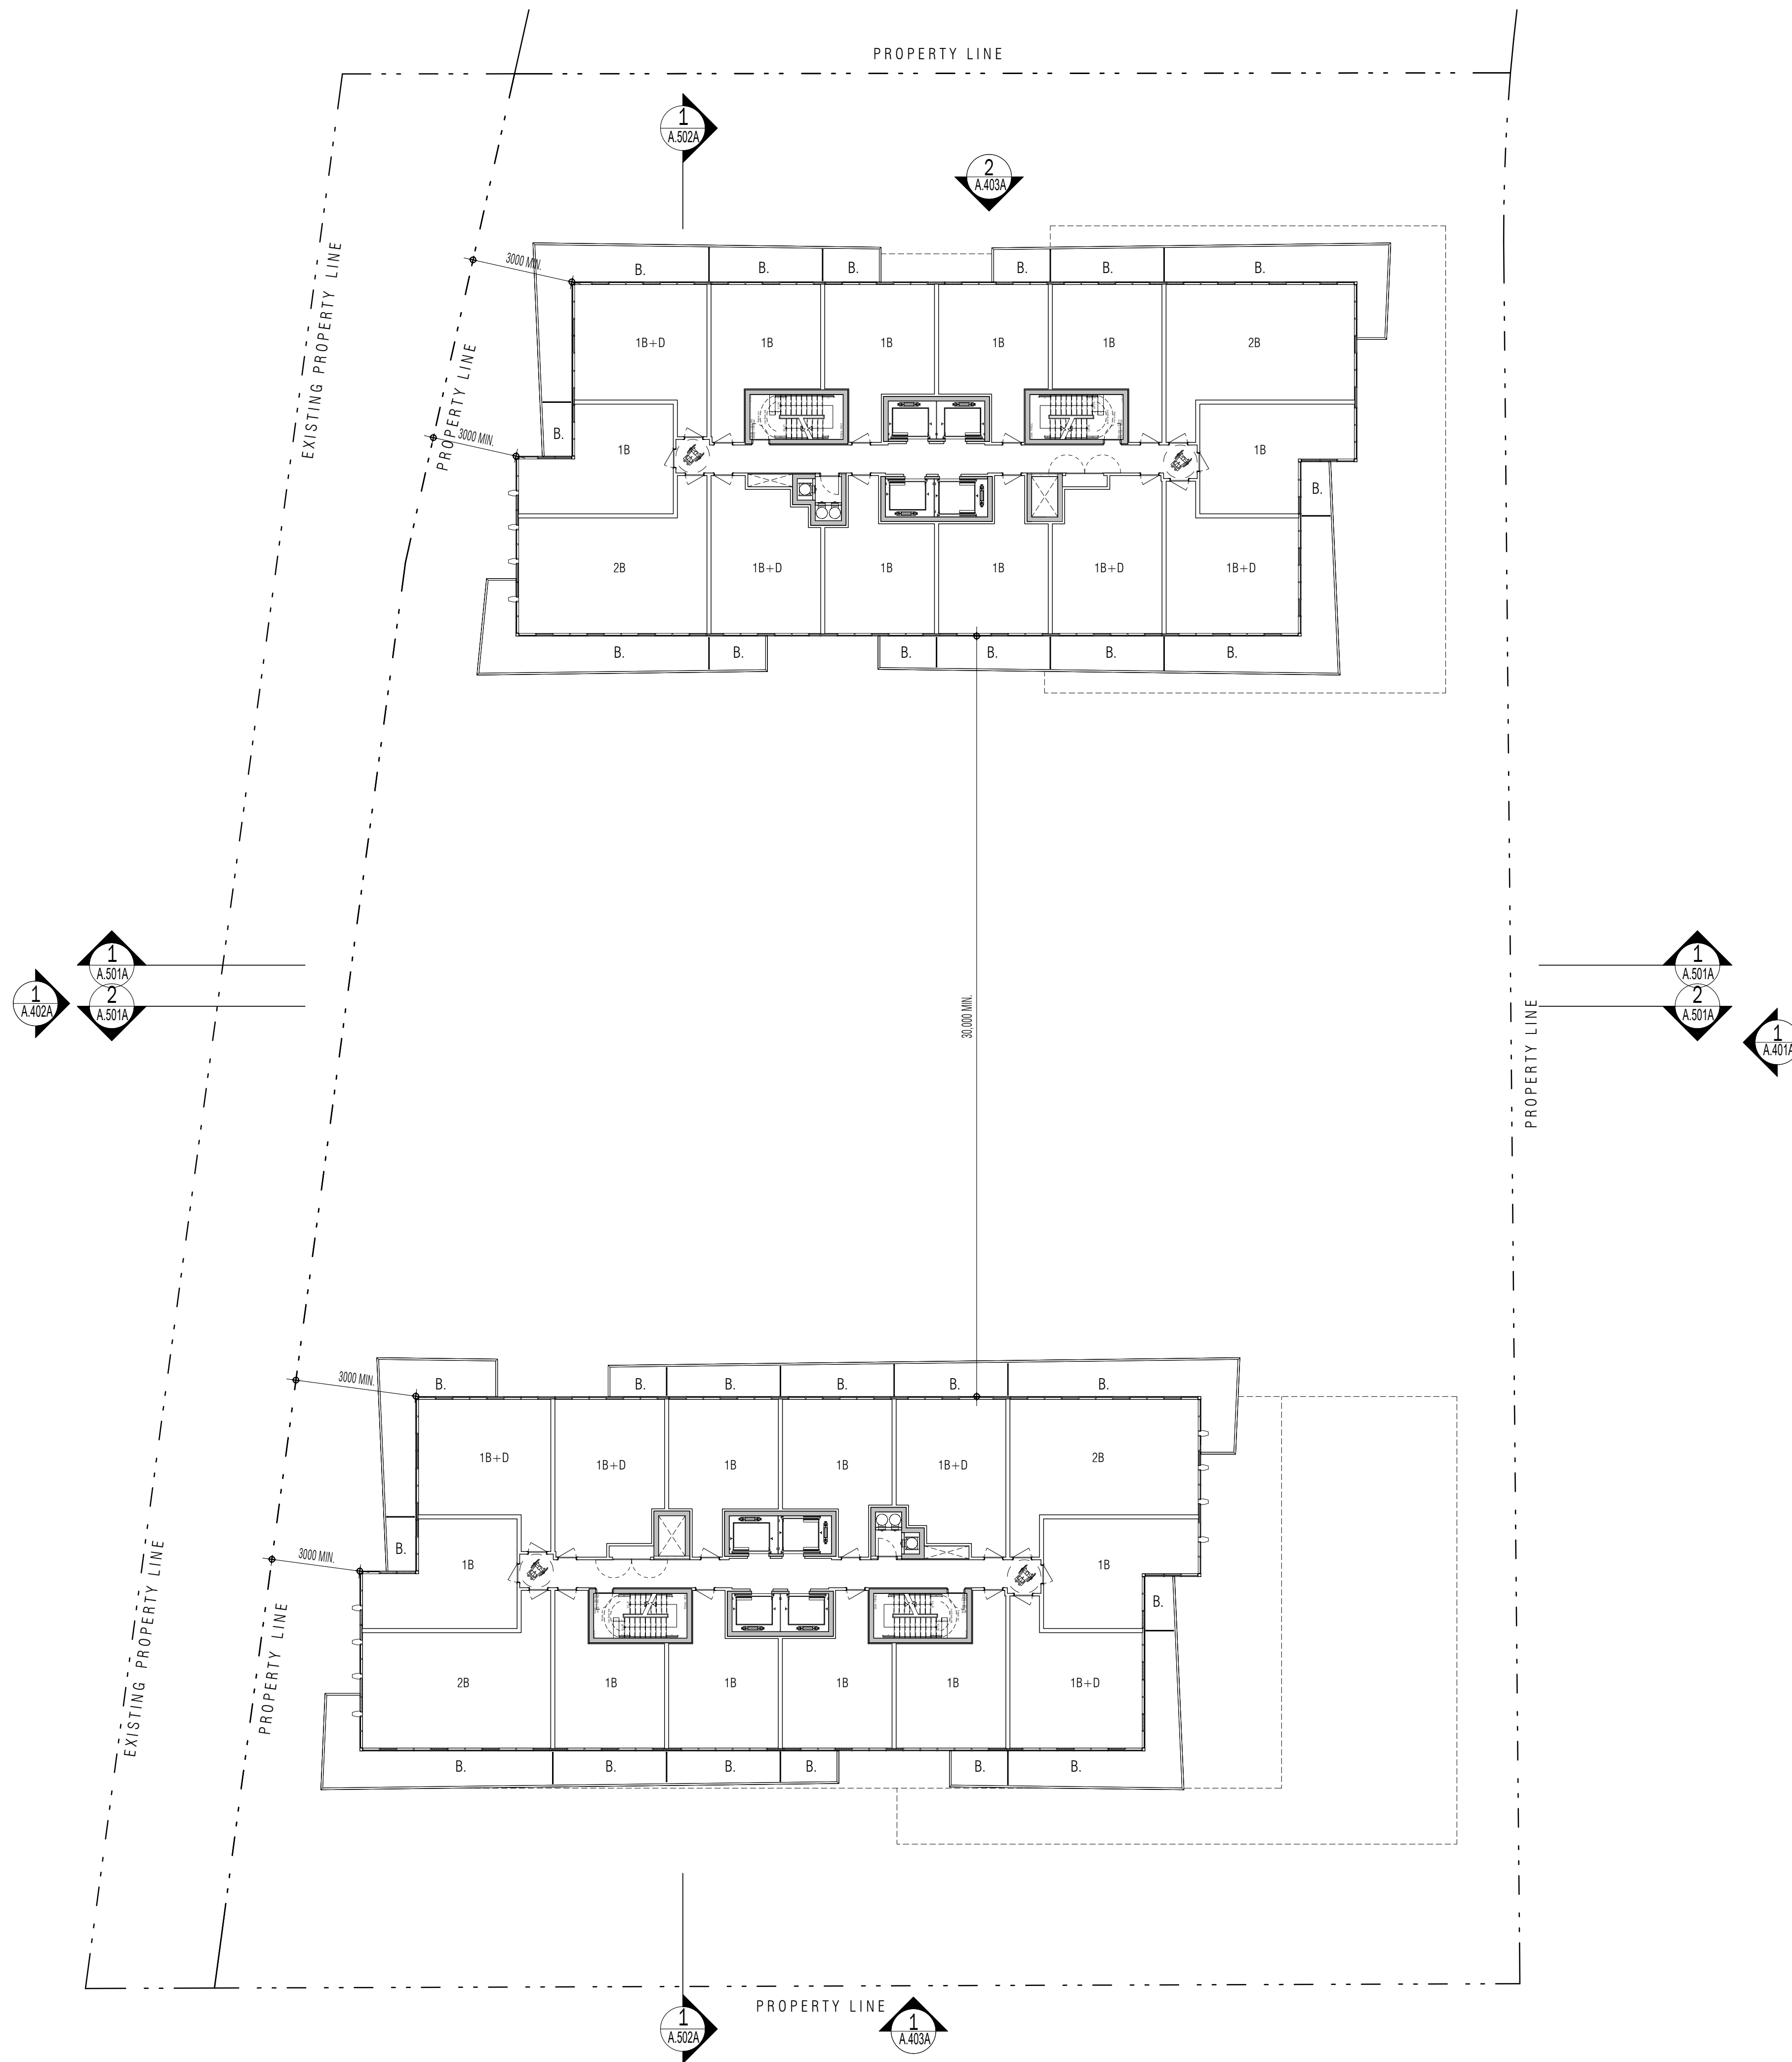 PROPERTY LINE
1
A.502A
2
A.403A
EXISTING PROPERTY LINE
PROPERTY LINE
3000 MIN.
B.
B.
B.
B.
B.
B.
1B+D
1B
1B
1B
1B
2B
3000 MIN.
B.
1B
1B
B.
2B
1B+D
1B
1B
1B+D
1B+D
B.
B.
B.
B.
B.
B.
1
A.501A
2
A.501A
1
A.402A
30,000 MIN.
1
A.501A
2
A.501A
1
A.401A
PROPERTY LINE
3000 MIN.
B.
B.
B.
B.
B.
B.
1B+D
1B+D
1B
1B
1B+D
2B
3000 MIN.
B.
1B
1B
B.
2B
1B
1B
1B
1B
1B+D
B.
B.
B.
B.
B.
B.
EXISTING PROPERTY LINE
PROPERTY LINE
PROPERTY LINE
1
A.502A
1
A.403A